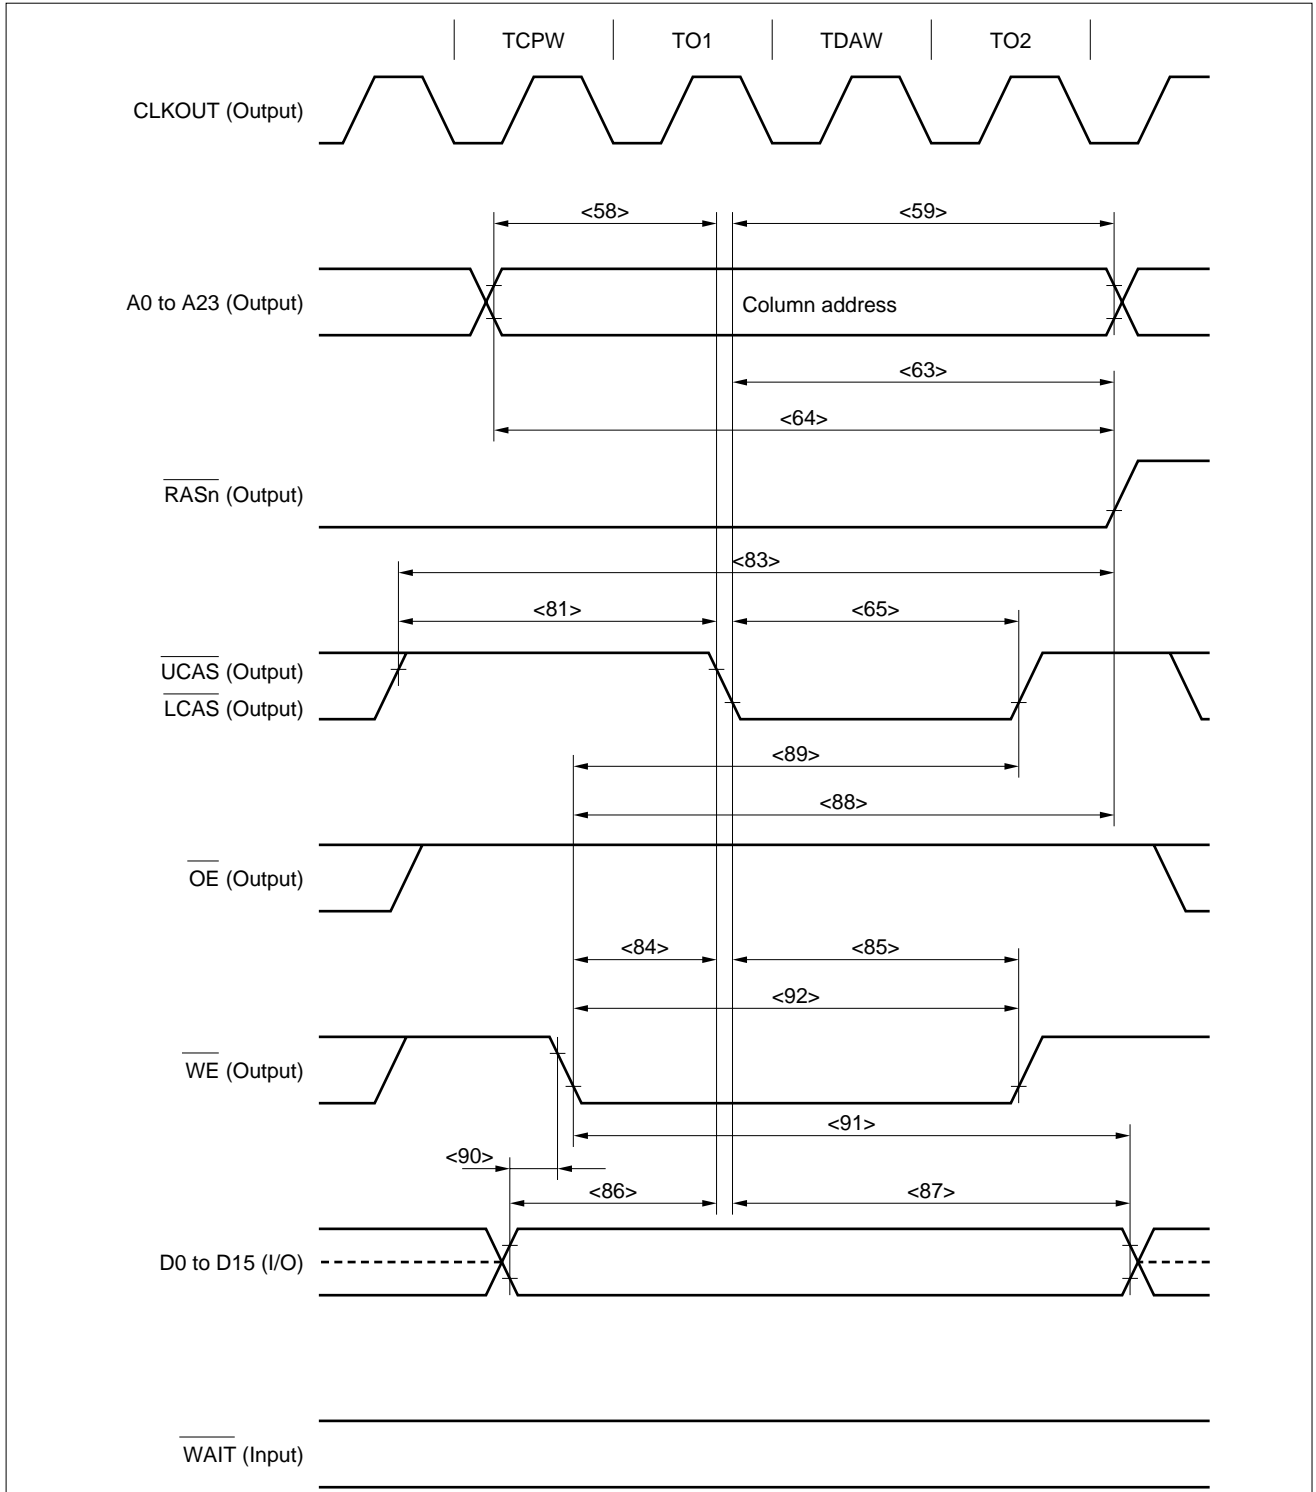 TCPW TO1 TDAW TO2
CLKOUT (Output)
<58> <59>
A0 to A23 (Output)
Column address
<63>
<64>
RASn (Output)
<83>
<81> <65>
UCAS (Output)
LCAS (Output)
<89>
<88>
OE (Output)
<84> <85>
<92>
WE (Output)
<91>
<90>
<86> <87>
D0 to D15 (I/O)
WAIT (Input)